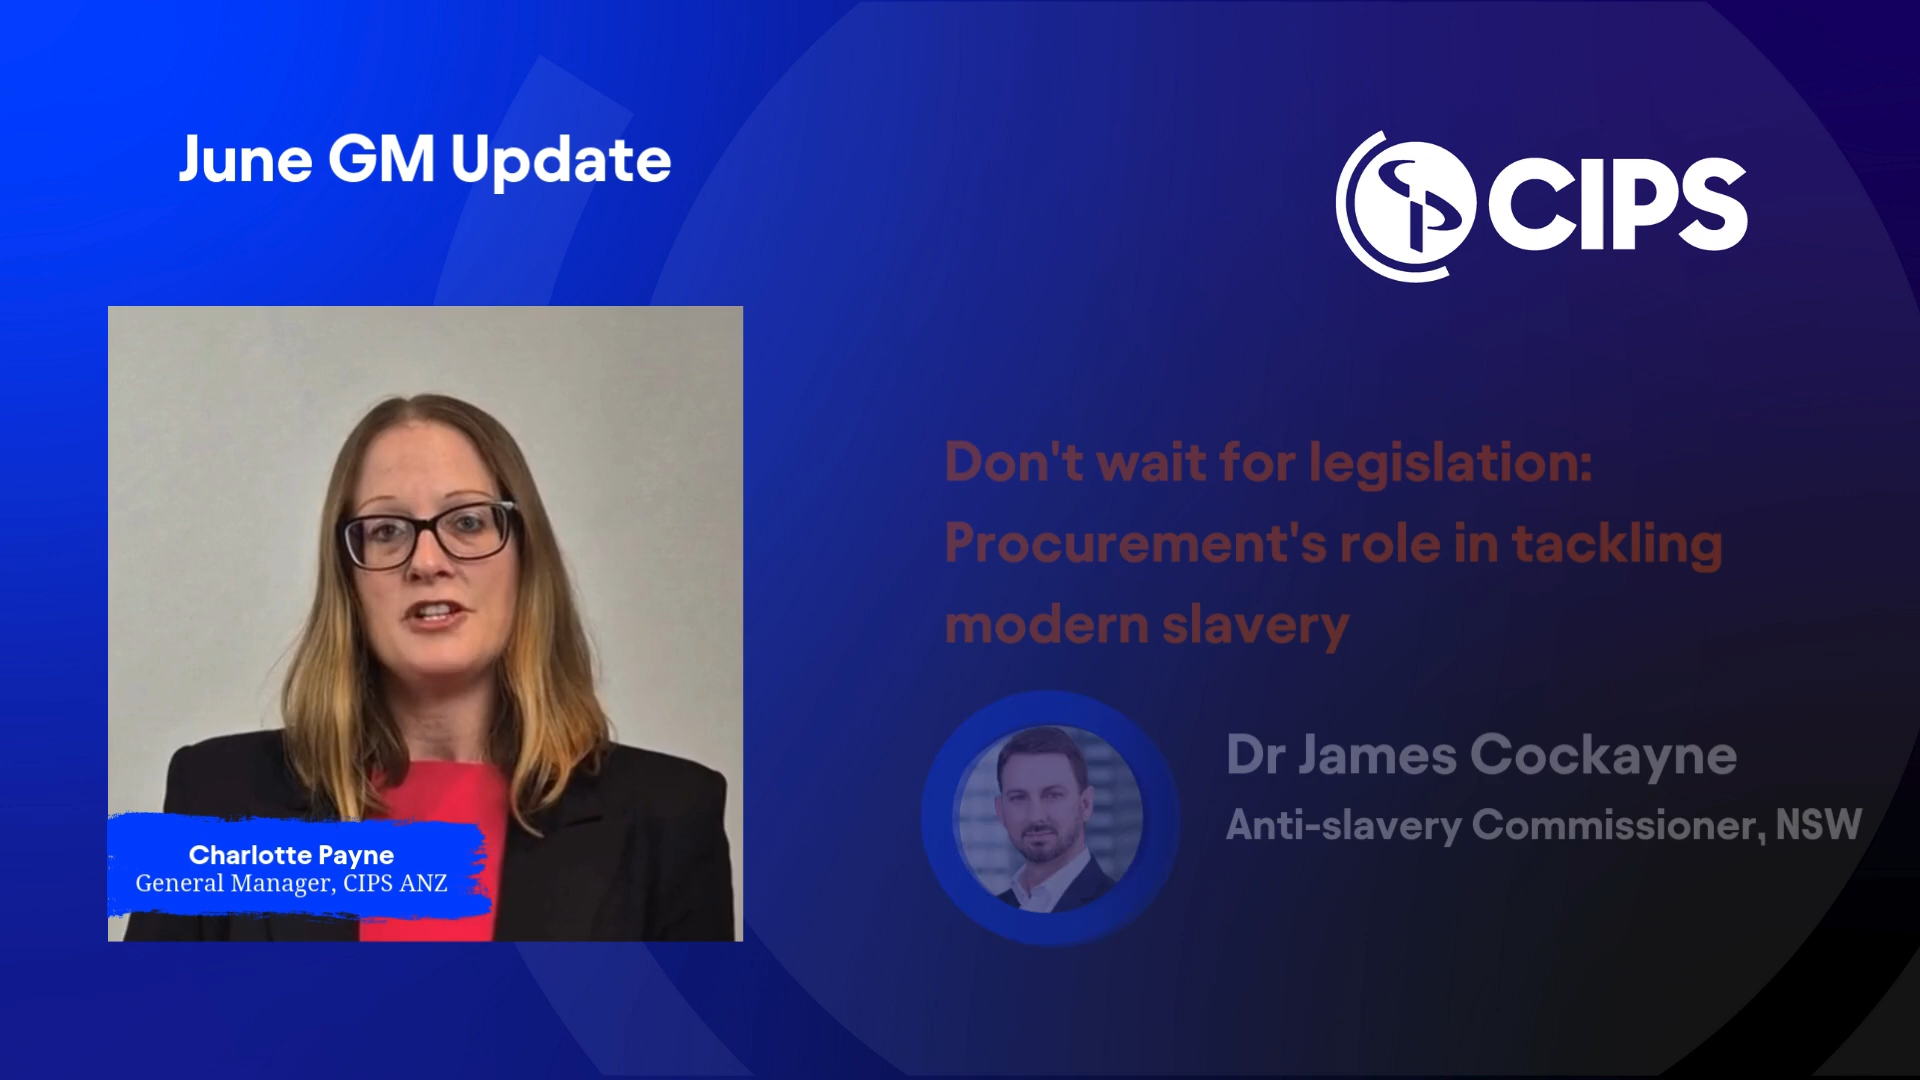 June GM Update
CIPS
Don't wait for legislation:
Procurement's role in tackling
modern slavery
Dr James Cockayne
Anti-slavery Commissioner, NSW
Charlotte Payne
General Manager, CIPS ANZ